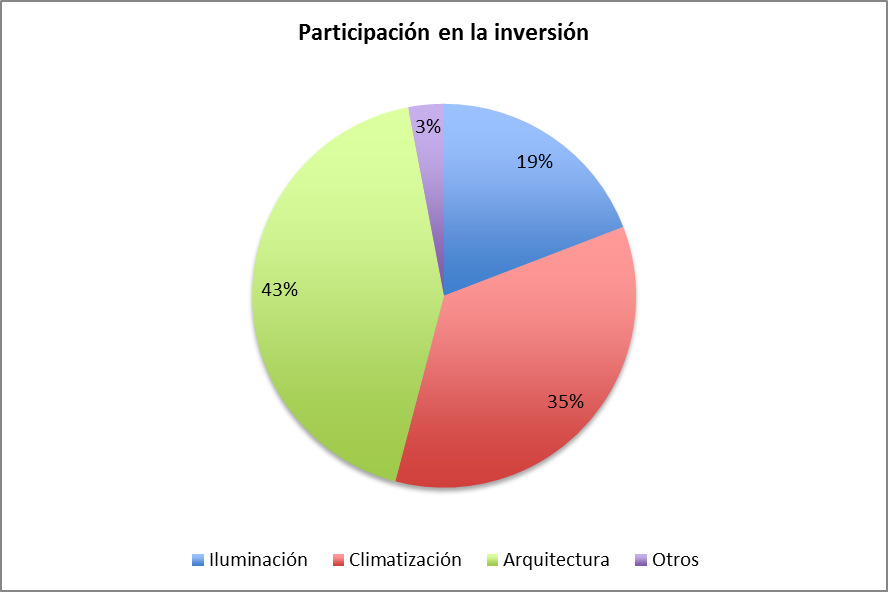 Participación en la inversión
3%
19%
43%
35%
Iluminación Climatización Arquitectura Otros